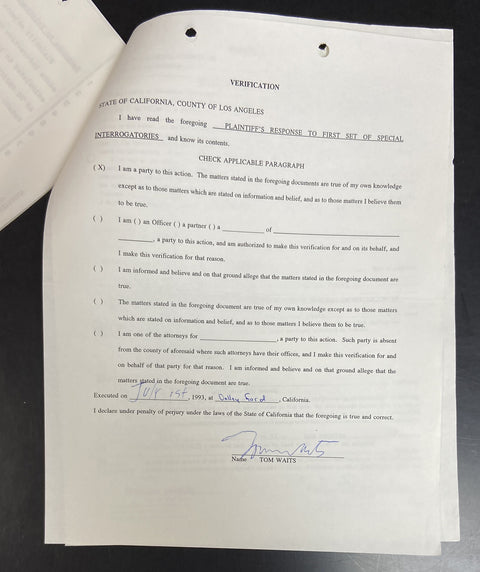 VERIFICATION
STATE OF CALIFORNIA, COUNTY OF LOS ANGELES
I have read the foregoing PLAINTIFF'S RESPONSE TO FIRST SET OF SPECIAL
INTERROGATORIES and know its contents.
CHECK APPLICABLE PARAGRAPH
(X) I am a party to this action. The matters stated in the foregoing documents are true of my own knowledge
except as to those matters which are stated on information and belief, and as to those matters I believe them
to be true.
( ) I am ( ) an Officer ( ) a partner ( ) a __________ of ______________________________
__________, a party to this action, and am authorized to make this verification for and on its behalf, and
I make this verification for that reason.
( ) I am informed and believe and on that ground allege that the matters stated in the foregoing document are
true.
( ) The matters stated in the foregoing document are true of my own knowledge except as to those matters
which are stated on information and belief, and as to those matters I believe them to be true.
( ) I am one of the attorneys for ____________________, a party to this action. Such party is absent
from the county of aforesaid where such attorneys have their offices, and I make this verification for and
on behalf of that party for that reason. I am informed and believe and on that ground allege that the
matters stated in the foregoing document are true.
Executed on July 1st, 1993, at Valley Ford, California.
I declare under penalty of perjury under the laws of the State of California that the foregoing is true and correct.
Tom Waits
Name TOM WAITS